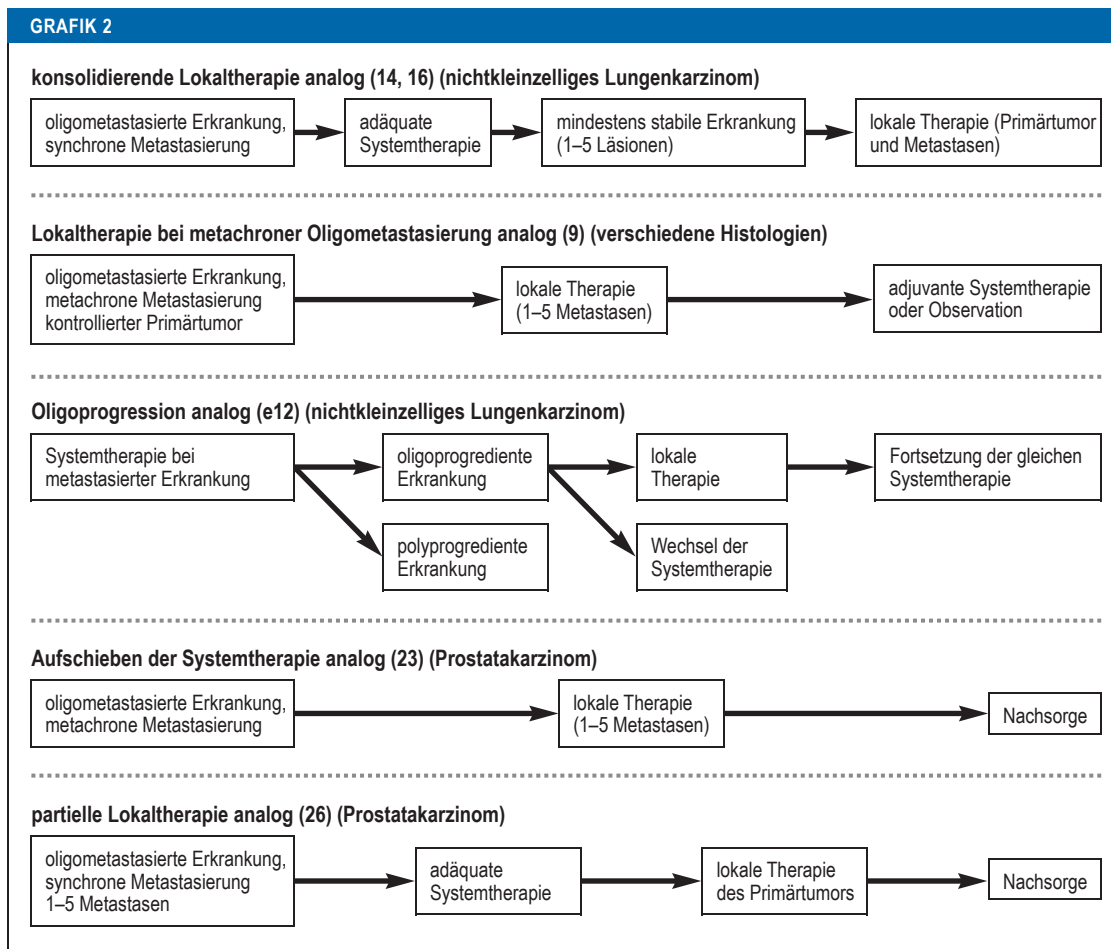 GRAFIK 2
konsolidierende Lokaltherapie analog (14, 16) (nichtkleinzelliges Lungenkarzinom)
oligometastasierte Erkrankung,
synchrone Metastasierung
adäquate
Systemtherapie
mindestens stabile Erkrankung
(1–5 Läsionen)
lokale Therapie (Primärtumor
und Metastasen)
Lokaltherapie bei metachroner Oligometastasierung analog (9) (verschiedene Histologien)
oligometastasierte Erkrankung,
metachrone Metastasierung
kontrollierter Primärtumor
lokale Therapie
(1–5 Metastasen)
adjuvante Systemtherapie
oder Observation
Oligoprogression analog (e12) (nichtkleinzelliges Lungenkarzinom)
Systemtherapie bei
metastasierter Erkrankung
oligoprogrediente
Erkrankung
lokale
Therapie
Fortsetzung der gleichen
Systemtherapie
polyprogrediente
Erkrankung
Wechsel der
Systemtherapie
Aufschieben der Systemtherapie analog (23) (Prostatakarzinom)
oligometastasierte Erkrankung,
metachrone Metastasierung
lokale Therapie
(1–5 Metastasen)
Nachsorge
partielle Lokaltherapie analog (26) (Prostatakarzinom)
oligometastasierte Erkrankung,
synchrone Metastasierung
1–5 Metastasen
adäquate
Systemtherapie
lokale Therapie
des Primärtumors
Nachsorge